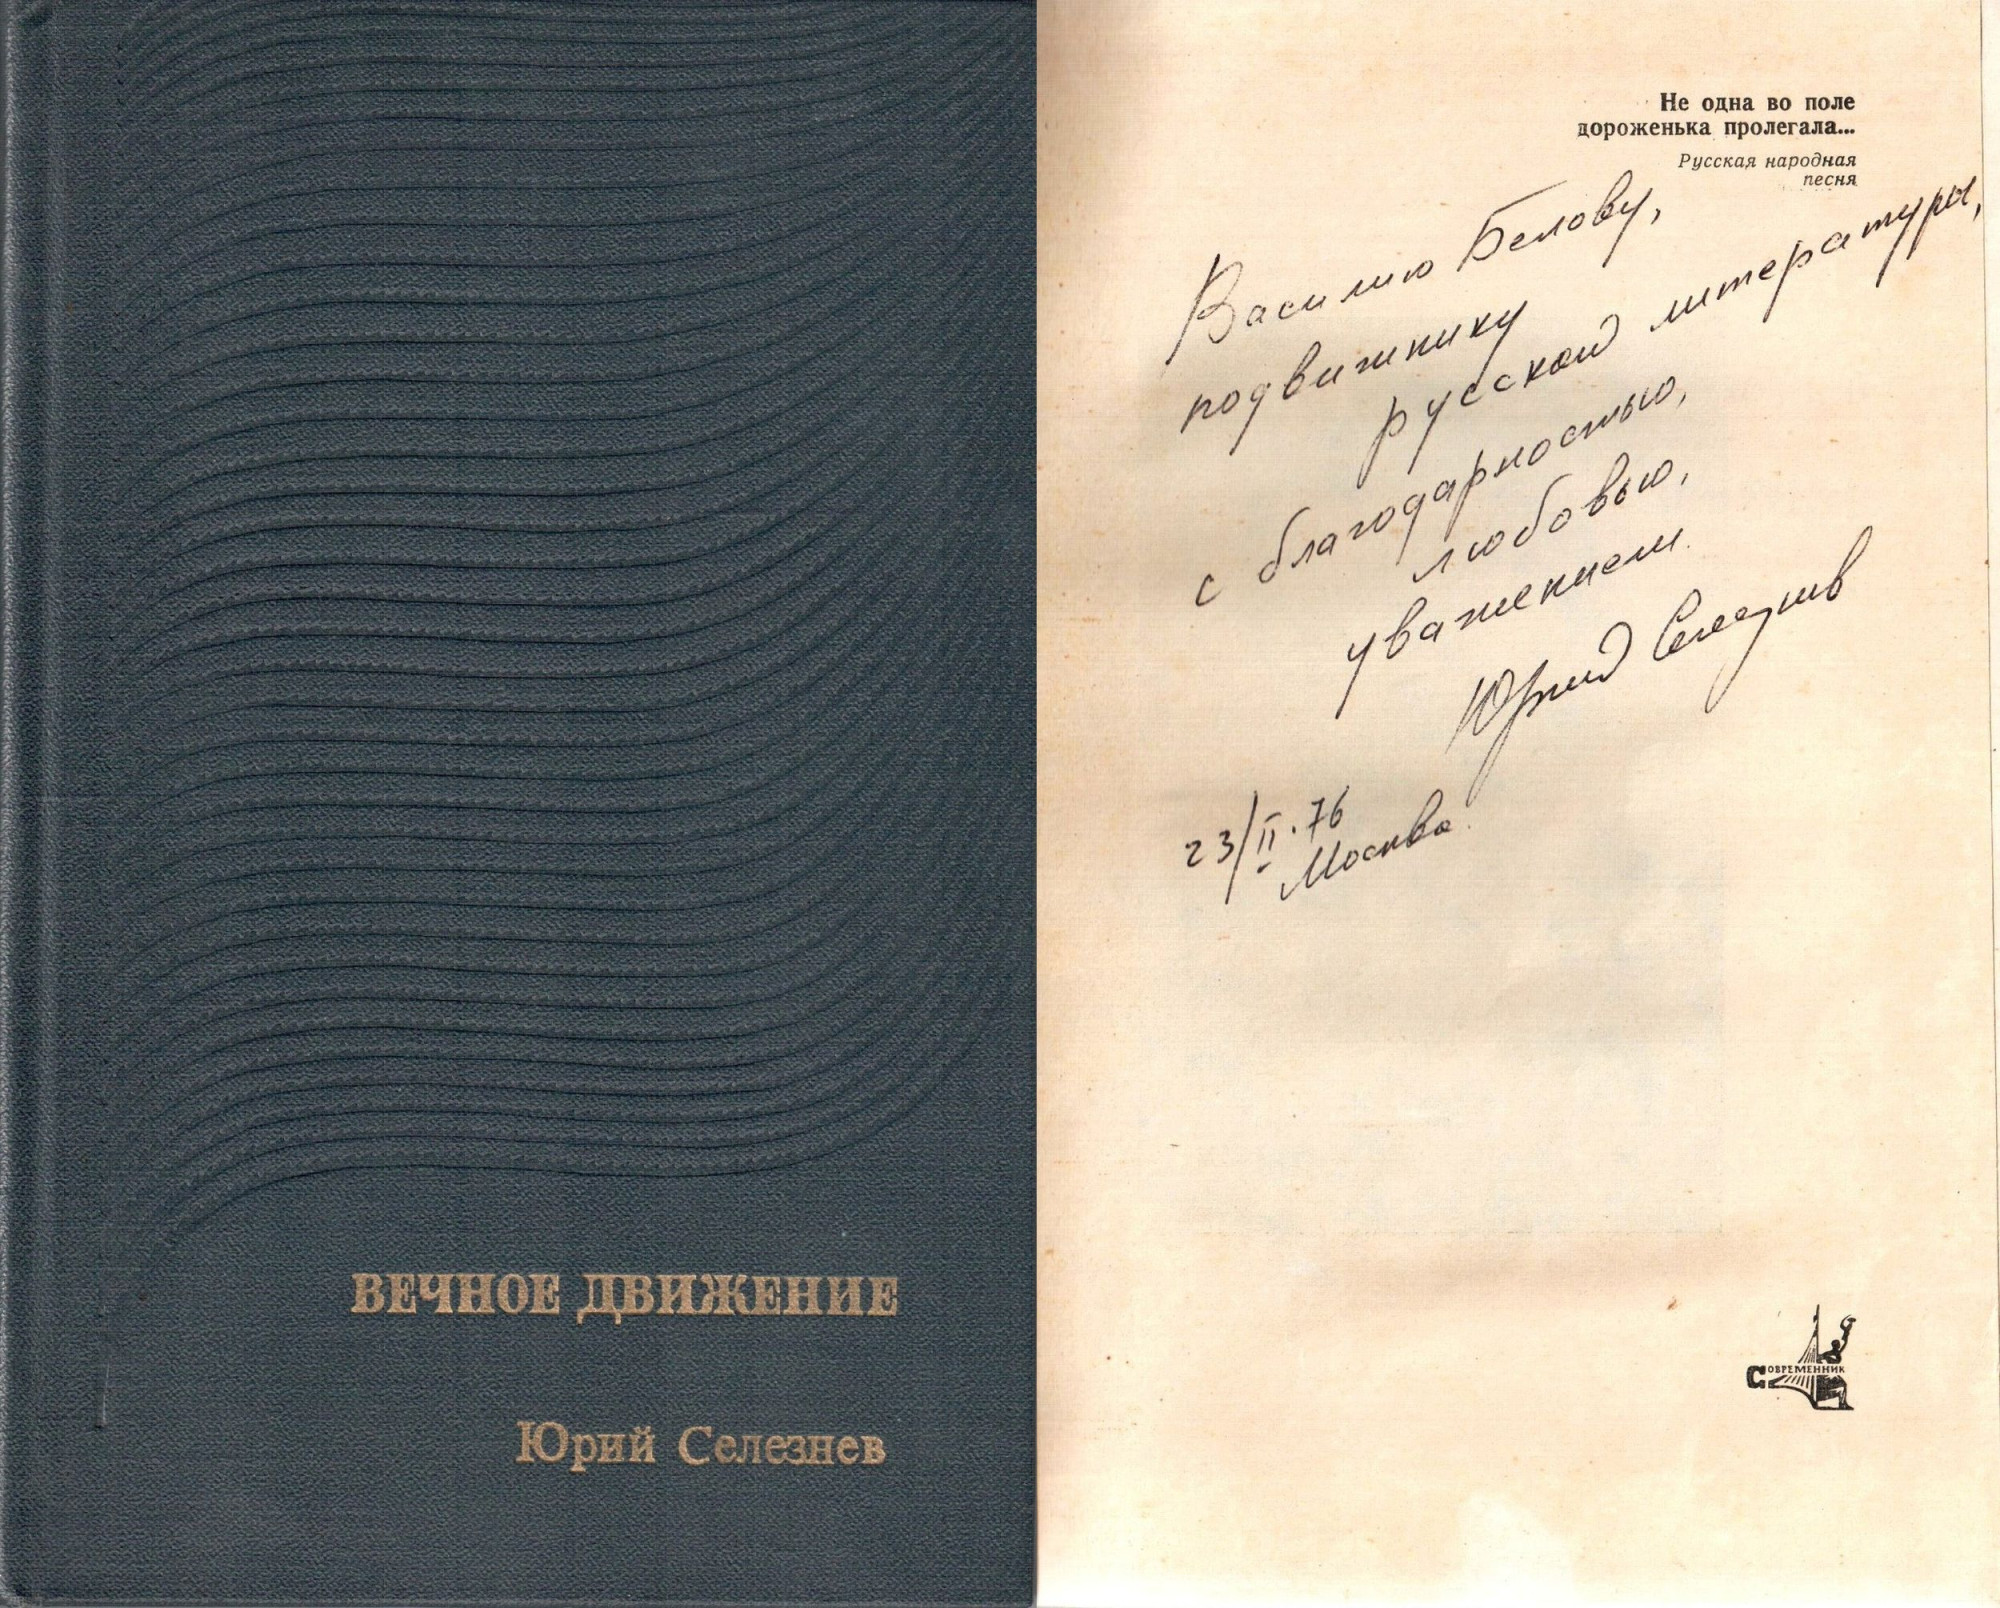 ВЕЧНОЕ ДВИЖЕНИЕ
Юрий Селезнев
Не одна во поле
дороженька пролегала...
Русская народная
песня
Василию Белову,
подвижнику
русской литературы,
с благодарностью,
любовью,
уважением.
Юрий Селезнев
23/II.76
Москва.
СОВРЕМЕННИК